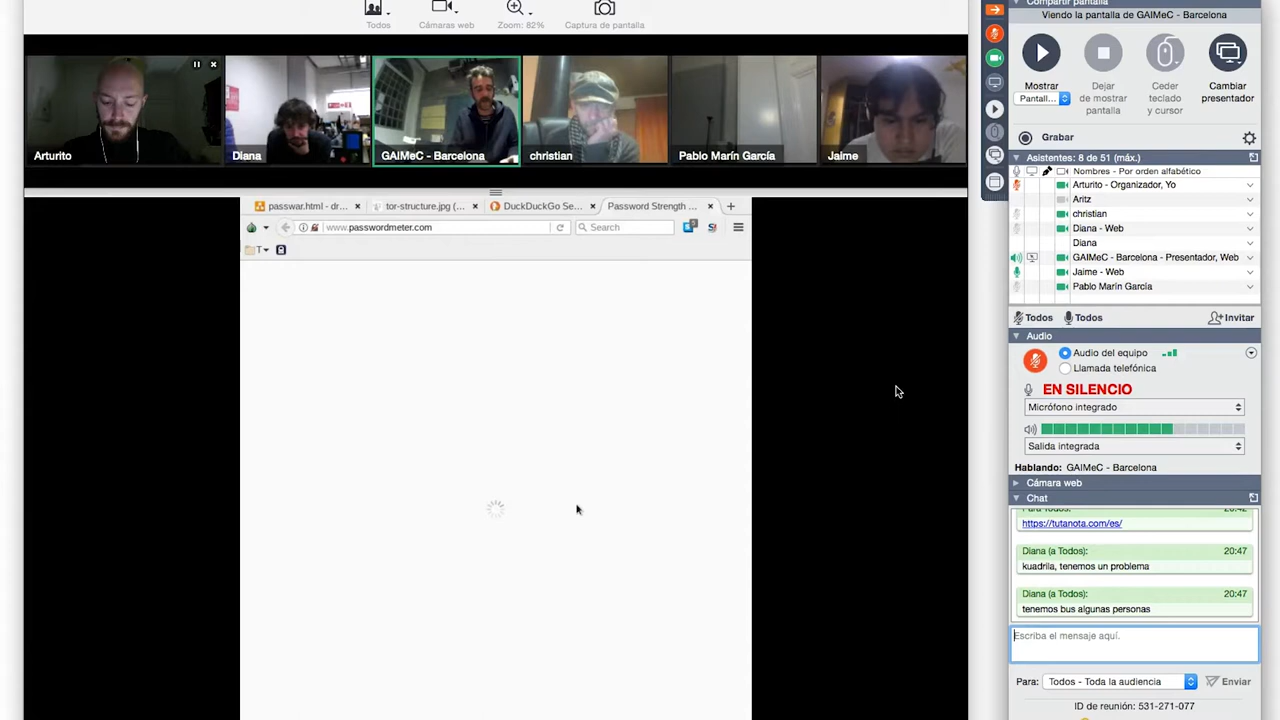 Compartir pantalla
Viendo la pantalla de GAIMeC - Barcelona
Todos
Cámaras web
Zoom: 82%
Captura de pantalla
Arturito
Diana
GAIMeC - Barcelona
christian
Pablo Marín García
Jaime
passwar.html - dr...
tor-structure.jpg (...
DuckDuckGo Se...
Password Strength ...
www.passwordmeter.com
Search
T
Mostrar
Pantall...
Dejar de mostrar pantalla
Ceder teclado y cursor
Cambiar presentador
Grabar
Asistentes: 8 de 51 (máx.)
Nombres - Por orden alfabético
Arturito - Organizador, Yo
Aritz
christian
Diana - Web
Diana
GAIMeC - Barcelona - Presentador, Web
Jaime - Web
Pablo Marín García
Todos
Todos
Invitar
Audio
Audio del equipo
Llamada telefónica
EN SILENCIO
Micrófono integrado
Salida integrada
Hablando: GAIMeC - Barcelona
Cámara web
Chat
Para Todos: 20:42
https://tutanota.com/es/
Diana (a Todos): 20:47
kuadrila, tenemos un problema
Diana (a Todos): 20:47
tenemos bus algunas personas
Escriba el mensaje aquí.
Para: Todos - Toda la audiencia
Enviar
ID de reunión: 531-271-077